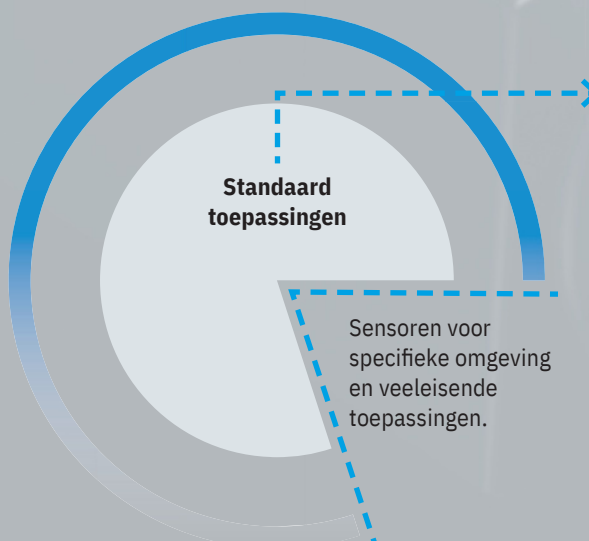 Standaard
toepassingen
Sensoren voor
specifieke omgeving
en veeleisende
toepassingen.